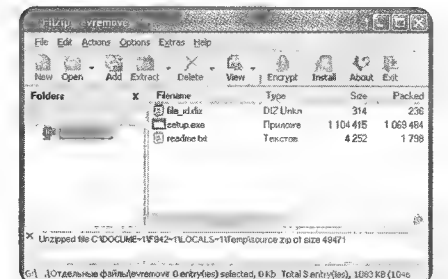 Filzip evremove
File Edit Actions Options Extras Help
New Open Add Extract Delete View Encrypt Install About Exit
Folders x Filename Type Size Packed
file_id.diz DIZ Unkn 314 236
setup.exe Приложе 1 104 415 1 069 484
readme.txt Текстов 4 252 1 798
Unzipped file C:\DOCUME~1\F942~1\LOCALS~1\Temp\source.zip of size 49471
G:\ Отдельные файлы\evremove 0 entry(ies) selected, 0 Kb Total 3 entry(ies), 1083 KB